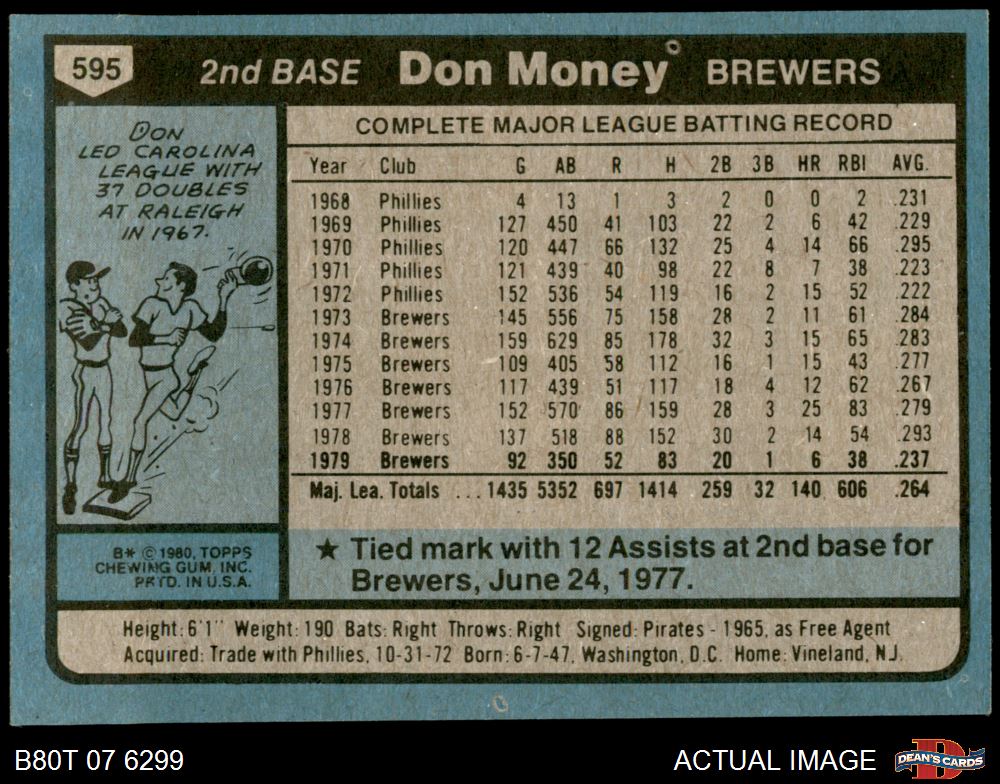 595 2nd BASE Don Money BREWERS
DON
LED CAROLINA
LEAGUE WITH
37 DOUBLES
AT RALEIGH
IN 1967.
B* © 1980, TOPPS
CHEWING GUM, INC.
PRTD. IN U.S.A.
COMPLETE MAJOR LEAGUE BATTING RECORD
Year Club G AB R H 2B 3B HR RBI AVG.
1968 Phillies 4 13 1 3 2 0 0 2 .231
1969 Phillies 127 450 41 103 22 2 6 42 .229
1970 Phillies 120 447 66 132 25 4 14 66 .295
1971 Phillies 121 439 40 98 22 8 7 38 .223
1972 Phillies 152 536 54 119 16 2 15 52 .222
1973 Brewers 145 556 75 158 28 2 11 61 .284
1974 Brewers 159 629 85 178 32 3 15 65 .283
1975 Brewers 109 405 58 112 16 1 15 43 .277
1976 Brewers 117 439 51 117 18 4 12 62 .267
1977 Brewers 152 570 86 159 28 3 25 83 .279
1978 Brewers 137 518 88 152 30 2 14 54 .293
1979 Brewers 92 350 52 83 20 1 6 38 .237
Maj. Lea. Totals ... 1435 5352 697 1414 259 32 140 606 .264
★ Tied mark with 12 Assists at 2nd base for
Brewers, June 24, 1977.
Height: 6'1" Weight: 190 Bats: Right Throws: Right Signed: Pirates - 1965, as Free Agent
Acquired: Trade with Phillies, 10-31-72 Born: 6-7-47, Washington, D.C. Home: Vineland, N.J.
B80T 07 6299 ACTUAL IMAGE
D
DEAN'S CARDS